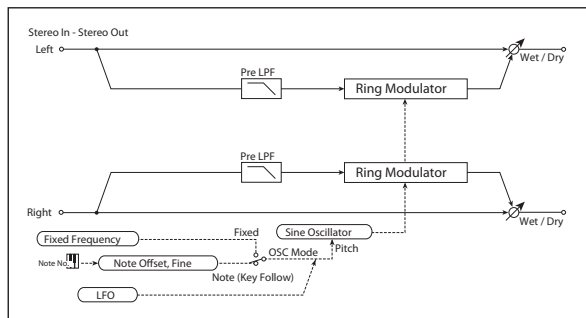 Stereo In - Stereo Out
Left
Wet / Dry
Pre LPF
Ring Modulator
Pre LPF
Ring Modulator
Right
Wet / Dry
Fixed
Sine Oscillator
Fixed Frequency
OSC Mode
Pitch
Note No.
Note Offset, Fine
Note (Key Follow)
LFO